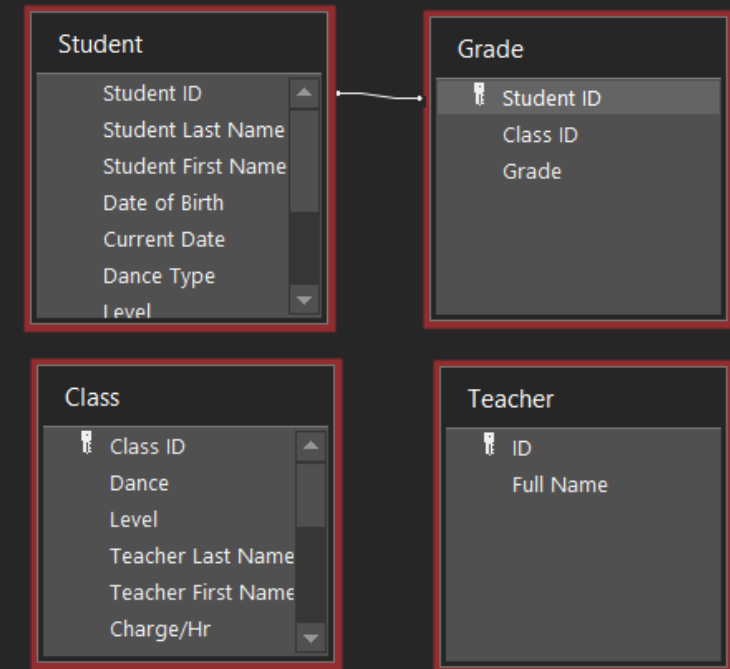 Student
Student ID
Student Last Name
Student First Name
Date of Birth
Current Date
Dance Type
Level
Grade
Student ID
Class ID
Grade
Class
Class ID
Dance
Level
Teacher Last Name
Teacher First Name
Charge/Hr
Teacher
ID
Full Name